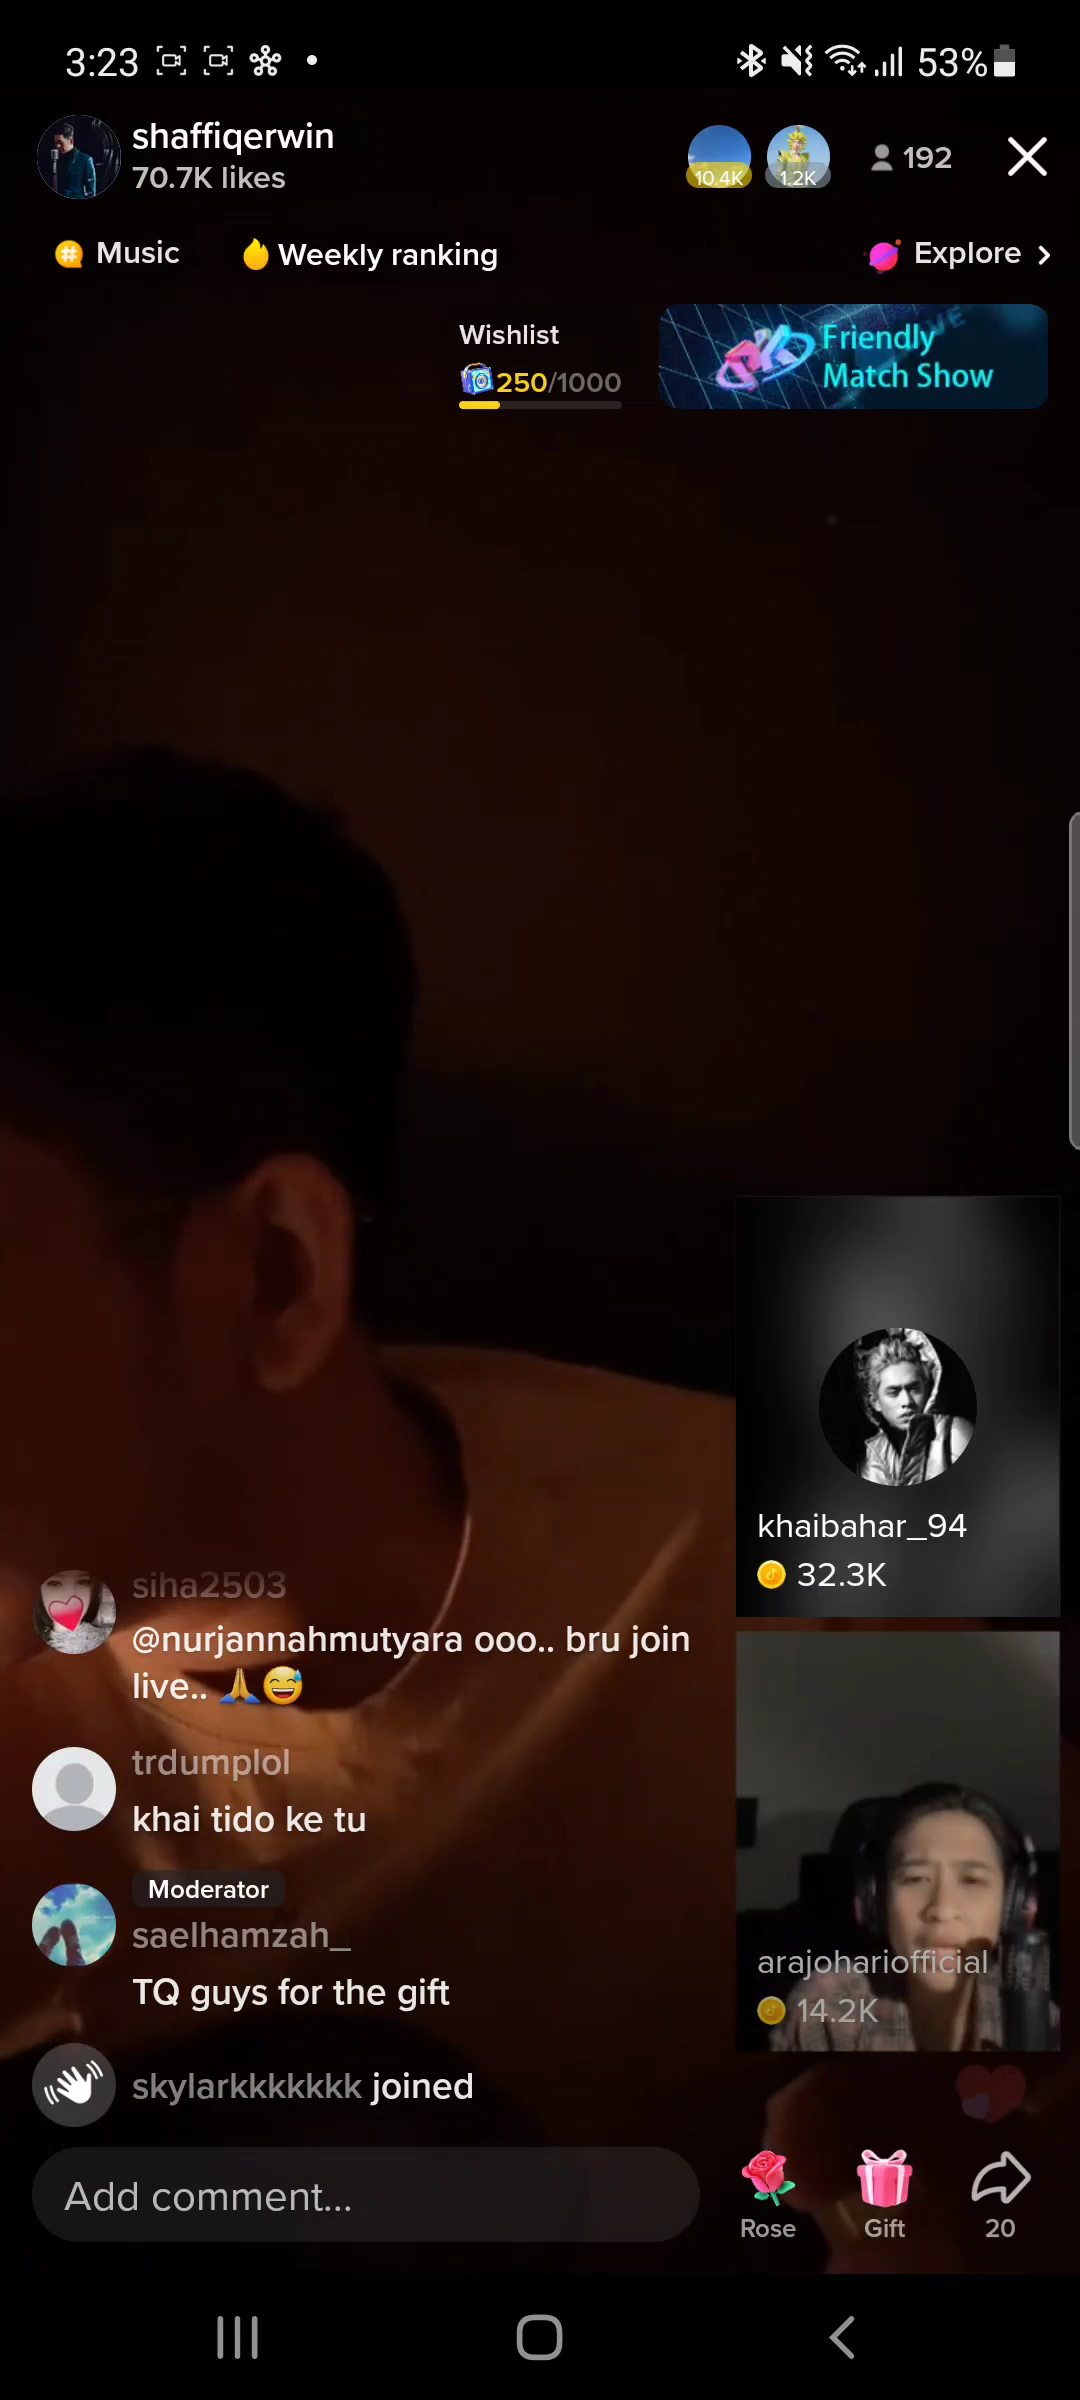 3:23
53%
shaffiqerwin
70.7K likes
10.4K
1.2K
192
Music
Weekly ranking
Explore
Wishlist
250/1000
Friendly
Match Show
khaibahar_94
32.3K
siha2503
@nurjannahmutyara ooo.. bru join
live.. 🙏😅
trdumplol
khai tido ke tu
Moderator
saelhamzah_
TQ guys for the gift
arajohariofficial
14.2K
skylarkkkkkkk joined
Add comment...
Rose
Gift
20